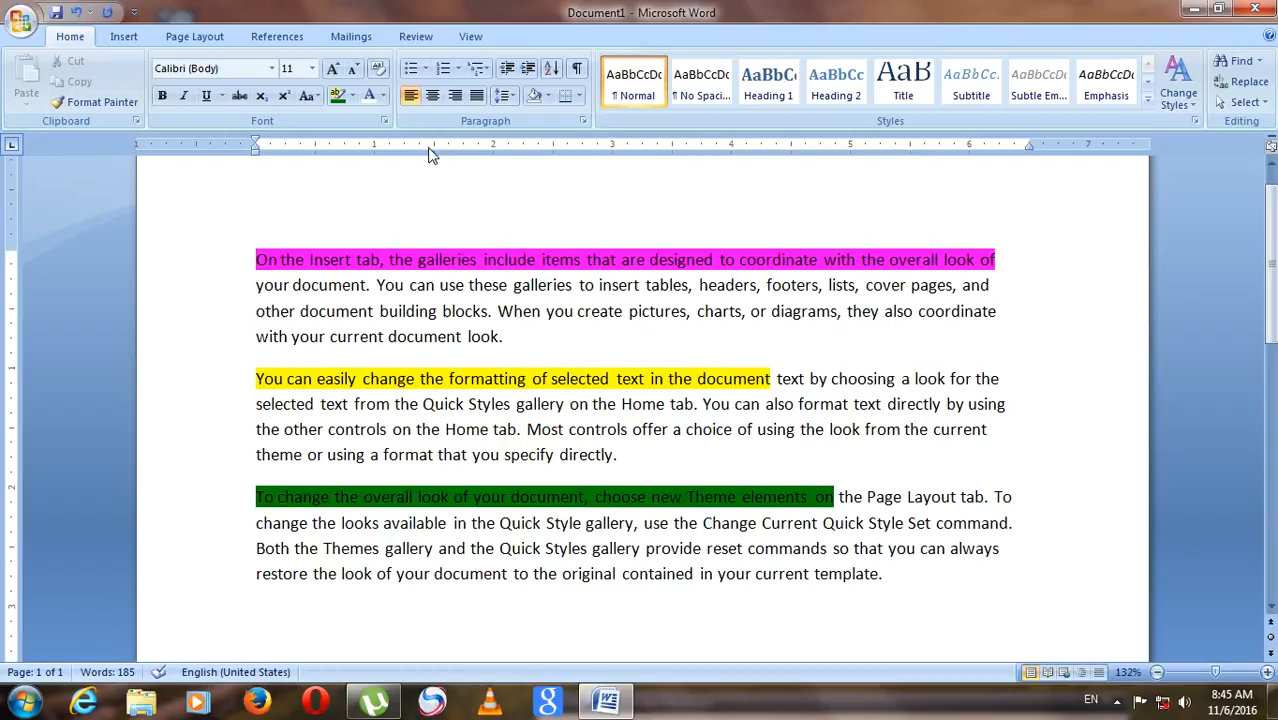 Document1 - Microsoft Word
Home Insert Page Layout References Mailings Review View
Paste
Cut
Copy
Format Painter
Clipboard
Calibri (Body) 11
Font
Paragraph
AaBbCcDc AaBbCcDc AaBbCc AaBbCc AaB AaBbCc. AaBbCcDc AaBbCcDc
¶ Normal ¶ No Spaci... Heading 1 Heading 2 Title Subtitle Subtle Em... Emphasis
Change
Styles
Styles
Find
Replace
Select
Editing
1 1 2 3 4 5 6 7
On the Insert tab, the galleries include items that are designed to coordinate with the overall look of
your document. You can use these galleries to insert tables, headers, footers, lists, cover pages, and
other document building blocks. When you create pictures, charts, or diagrams, they also coordinate
with your current document look.
You can easily change the formatting of selected text in the document text by choosing a look for the
selected text from the Quick Styles gallery on the Home tab. You can also format text directly by using
the other controls on the Home tab. Most controls offer a choice of using the look from the current
theme or using a format that you specify directly.
To change the overall look of your document, choose new Theme elements on the Page Layout tab. To
change the looks available in the Quick Style gallery, use the Change Current Quick Style Set command.
Both the Themes gallery and the Quick Styles gallery provide reset commands so that you can always
restore the look of your document to the original contained in your current template.
1
2
3
Page: 1 of 1 Words: 185 English (United States) 132%
EN 8:45 AM
11/6/2016